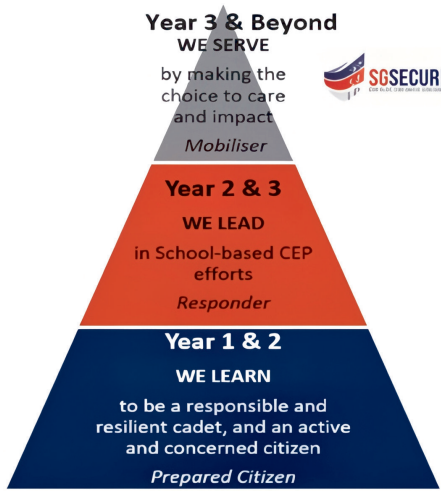 Year 3 & Beyond
WE SERVE
by making the
choice to care
and impact
Mobiliser
SGSECUR
Year 2 & 3
WE LEAD
in School-based CEP
efforts
Responder
Year 1 & 2
WE LEARN
to be a responsible and
resilient cadet, and an active
and concerned citizen
Prepared Citizen